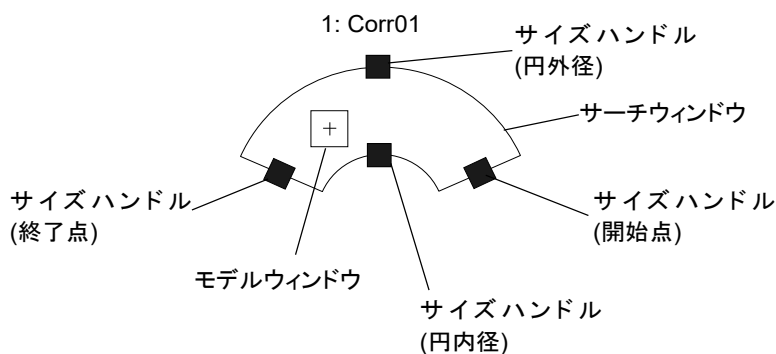 1: Corr01
サイズハンドル
(円外径)
サーチウィンドウ
サイズハンドル
(終了点)
サイズハンドル
(開始点)
モデルウィンドウ
サイズハンドル
(円内径)